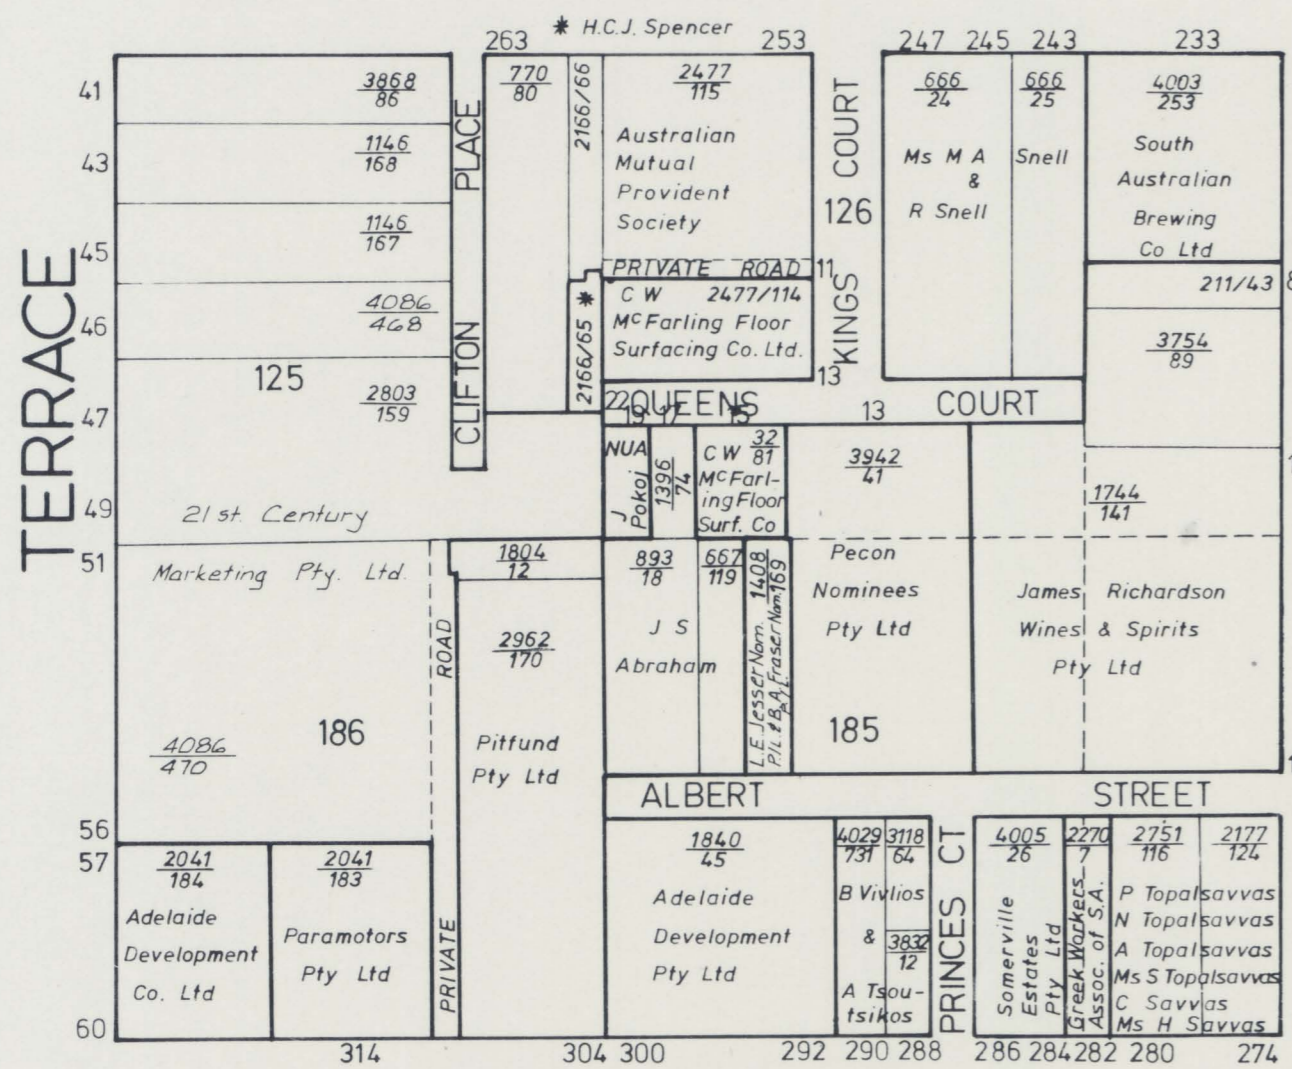 * H.C.J. Spencer
263
253
247 245 243
233
TERRACE
41
43
45
46
47
49
51
56
57
60
3868
86
1146
168
1146
167
4086
468
125
2803
159
21st. Century
Marketing Pty. Ltd.
186
4086
470
2041
184
Adelaide
Development
Co. Ltd
2041
183
Paramotors
Pty Ltd
CLIFTON PLACE
PRIVATE ROAD
770
80
2166/66
2166/65 *
2477
115
Australian
Mutual
Provident
Society
PRIVATE ROAD
11
C W 2477/114
McFarling Floor
Surfacing Co. Ltd.
13
KINGS COURT
126
666
24
Ms M A
&
R Snell
666
25
Snell
4003
253
South
Australian
Brewing
Co Ltd
211/43
8
3754
89
22
QUEENS COURT
19 17 15
13
NUA
J Pokoj
1396
74
C W 32
81
McFarl-
ing Floor
Surf. Co
3942
41
Pecon
Nominees
Pty Ltd
185
1744
141
James Richardson
Wines & Spirits
Pty Ltd
1804
12
2962
170
Pitfund
Pty Ltd
893
18
667
119
J S
Abraham
L.E. Jesser Nom. 1408
P/L. & B.A. Fraser Nom. 169
P/L.
ALBERT STREET
1840
45
Adelaide
Development
Pty Ltd
4029
731
3118
64
B Vivlios
&
3832
12
A Tsou-
tsikos
PRINCES CT
4005
26
Somerville
Estates
Pty Ltd
2270
7
Greek Workers
Assoc. of S.A.
2751
116
2177
124
P Topalsavvas
N Topalsavvas
A Topalsavvas
Ms S Topalsavvas
C Savvas
Ms H Savvas
314
304 300
292 290 288
286 284 282 280
274